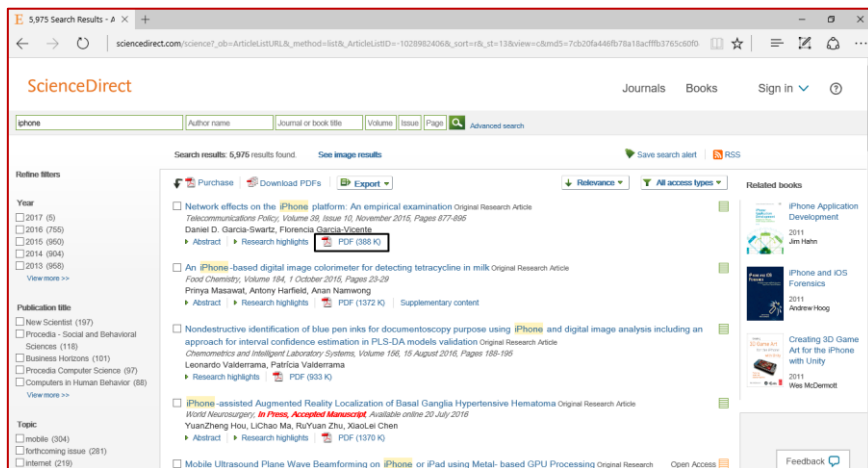 5,975 Search Results - A
sciencedirect.com/science?_ob=ArticleListURL&_method=list&_ArticleListID=-1028982406&_sort=r&_st=13&view=c&md5=7cb20fa446fb78a18acfffb3765c60f0
ScienceDirect
Journals Books Sign in
iphone Author name Journal or book title Volume Issue Page Advanced search
Search results: 5,975 results found. See image results Save search alert RSS
Refine filters
Year
2017 (5)
2016 (755)
2015 (950)
2014 (904)
2013 (958)
View more >>
Publication title
New Scientist (197)
Procedia - Social and Behavioral
Sciences (118)
Business Horizons (101)
Procedia Computer Science (97)
Computers in Human Behavior (88)
View more >>
Topic
mobile (304)
forthcoming issue (281)
internet (219)
Purchase Download PDFs Export Relevance All access types
Network effects on the iPhone platform: An empirical examination Original Research Article
Telecommunications Policy, Volume 39, Issue 10, November 2015, Pages 877-895
Daniel D. Garcia-Swartz, Florencia Garcia-Vicente
Abstract Research highlights PDF (388 K)
An iPhone-based digital image colorimeter for detecting tetracycline in milk Original Research Article
Food Chemistry, Volume 184, 1 October 2015, Pages 23-29
Prinya Masawat, Antony Harfield, Anan Namwong
Abstract Research highlights PDF (1372 K) Supplementary content
Nondestructive identification of blue pen inks for documentoscopy purpose using iPhone and digital image analysis including an
approach for interval confidence estimation in PLS-DA models validation Original Research Article
Chemometrics and Intelligent Laboratory Systems, Volume 156, 15 August 2016, Pages 188-195
Leonardo Valderrama, Patrícia Valderrama
Research highlights PDF (933 K)
iPhone-assisted Augmented Reality Localization of Basal Ganglia Hypertensive Hematoma Original Research Article
World Neurosurgery, In Press, Accepted Manuscript, Available online 20 July 2016
YuanZheng Hou, LiChao Ma, RuYuan Zhu, XiaoLei Chen
Abstract Research highlights PDF (1370 K)
Mobile Ultrasound Plane Wave Beamforming on iPhone or iPad using Metal- based GPU Processing Original Research Open Access
Related books
iPhone Application
Development
2011
Jim Hahn
iPhone and iOS
Forensics
2011
Andrew Hoog
Creating 3D Game
Art for the iPhone
with Unity
2011
Wes McDermott
Feedback